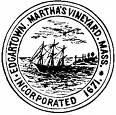 · EDGARTOWN, MARTHA'S VINEYARD, MASS. ·
INCORPORATED 1671.